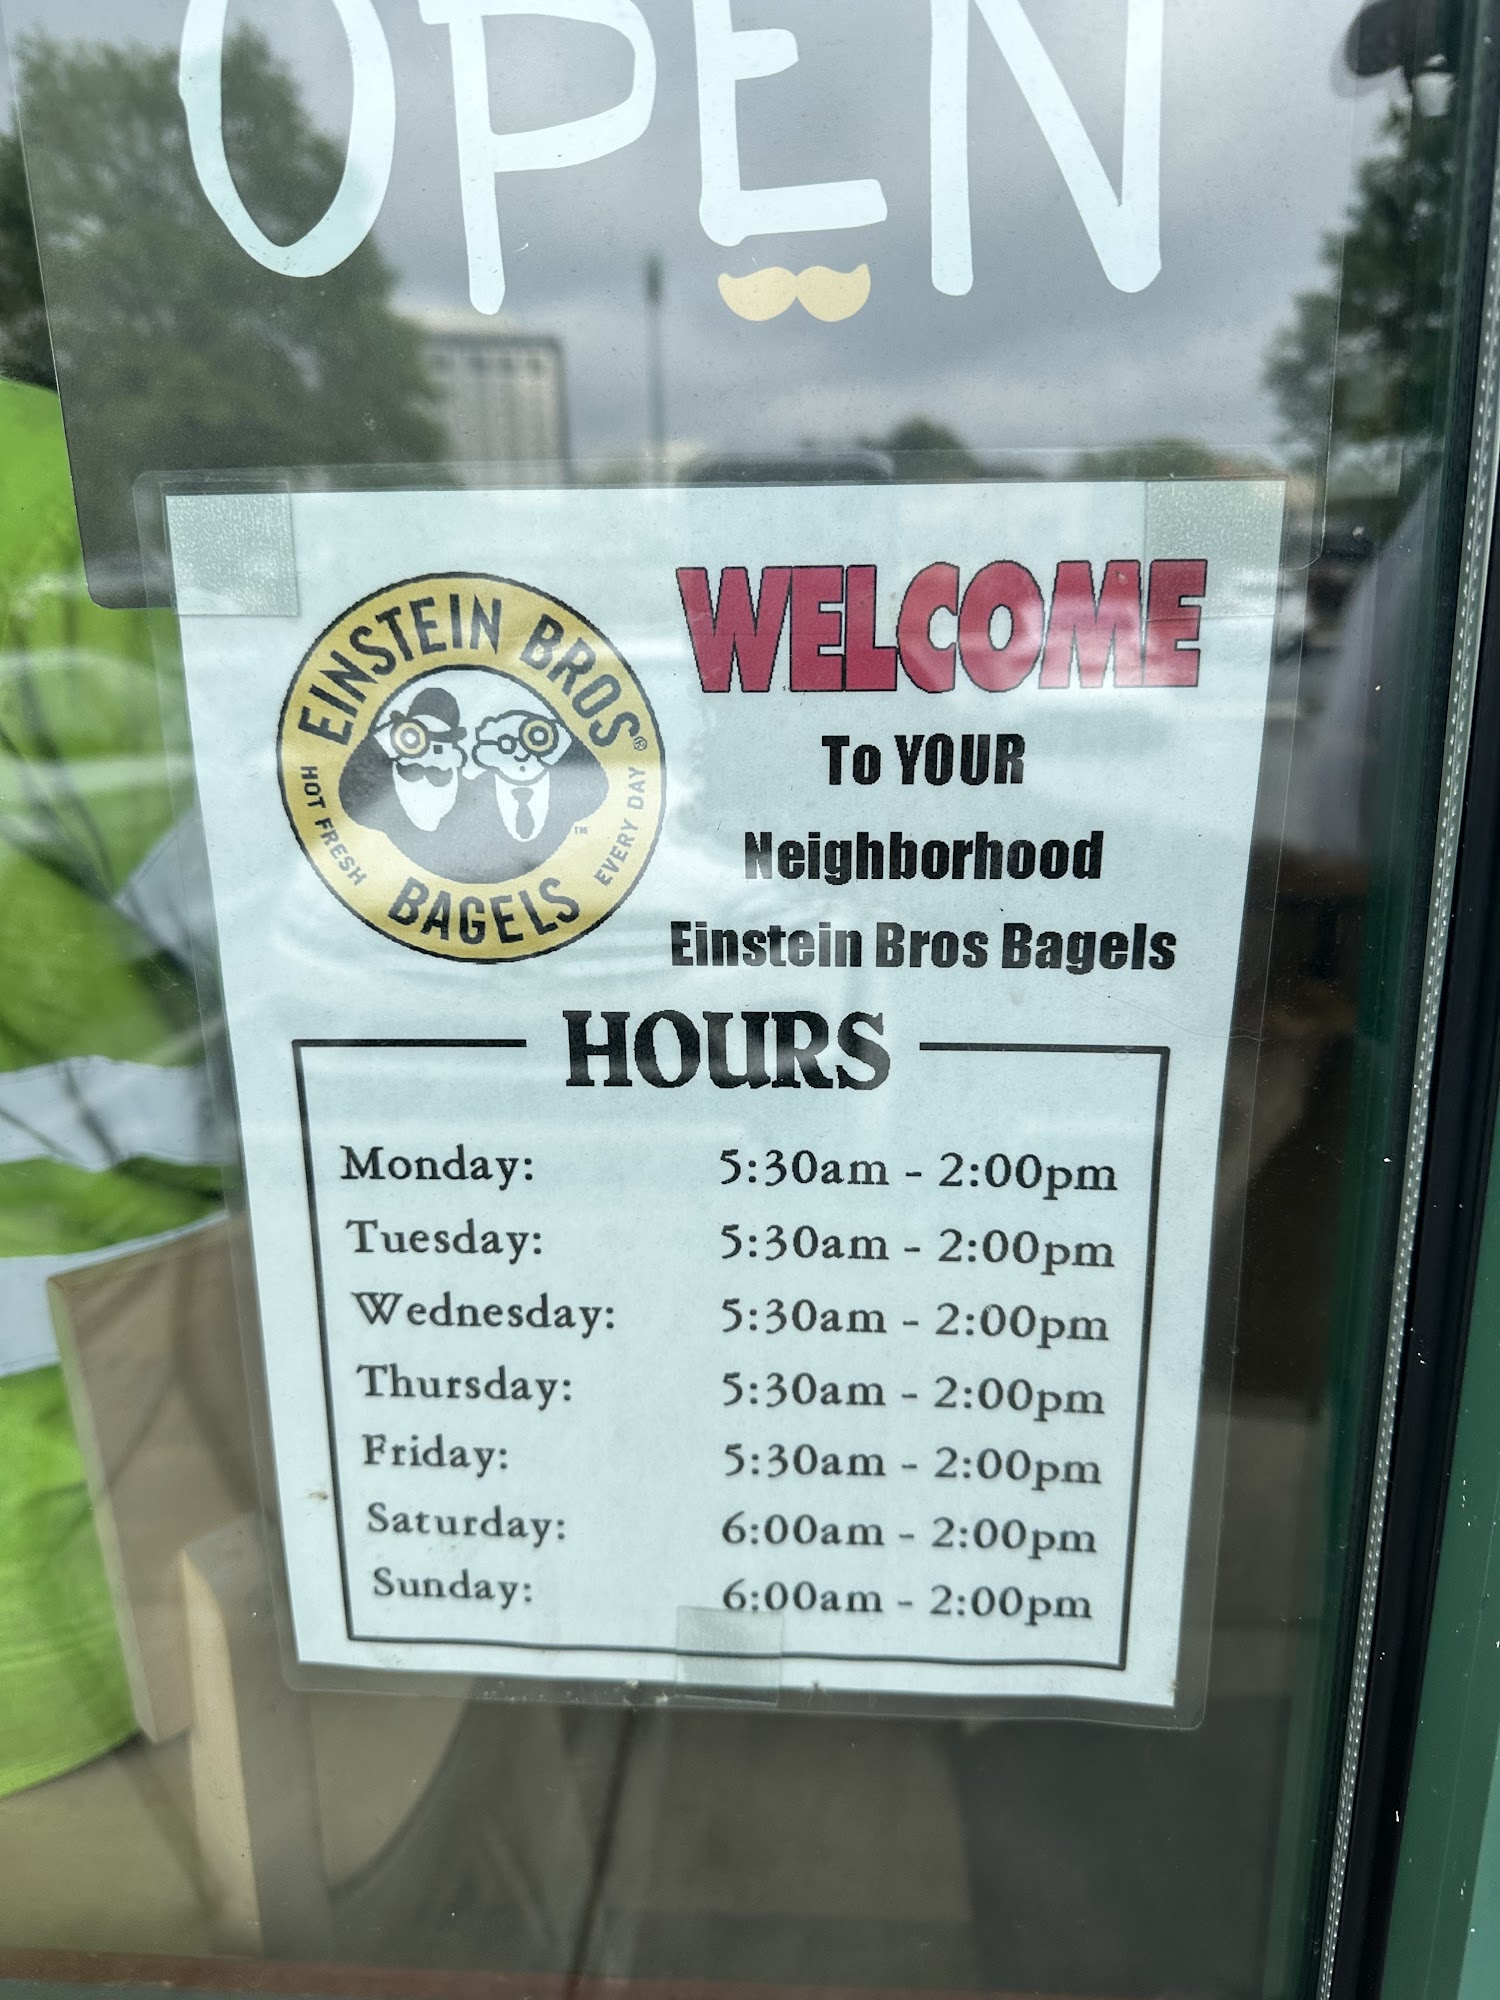 OPEN
EINSTEIN BROS®
HOT FRESH
EVERY DAY
BAGELS
™
WELCOME
To YOUR
Neighborhood
Einstein Bros Bagels
HOURS
Monday: 5:30am - 2:00pm
Tuesday: 5:30am - 2:00pm
Wednesday: 5:30am - 2:00pm
Thursday: 5:30am - 2:00pm
Friday: 5:30am - 2:00pm
Saturday: 6:00am - 2:00pm
Sunday: 6:00am - 2:00pm